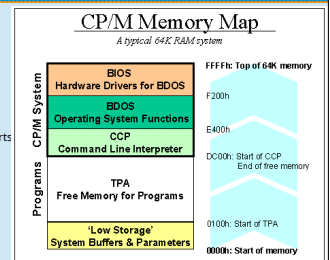 CP/M Memory Map
A typical 64K RAM system
CP/M System
BIOS
Hardware Drivers for BDOS
BDOS
Operating System Functions
CCP
Command Line Interpreter
Programs
TPA
Free Memory for Programs
'Low Storage'
System Buffers & Parameters
FFFFh: Top of 64K memory
F200h
E400h
DC00h: Start of CCP
End of free memory
0100h: Start of TPA
0000h: Start of memory